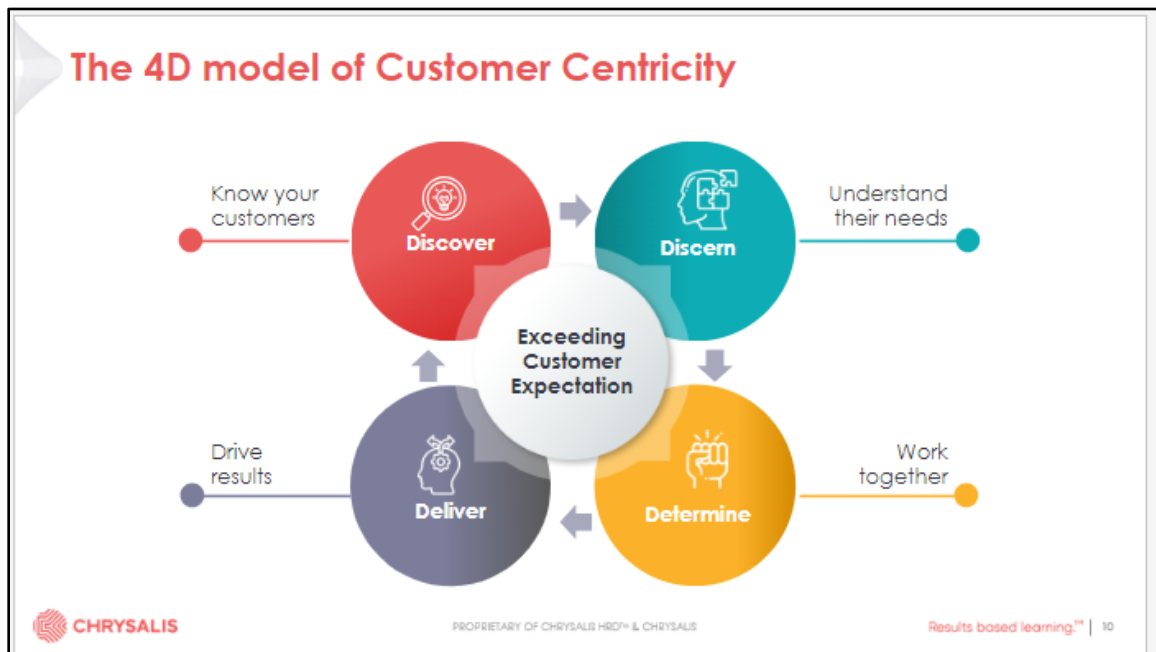 The 4D model of Customer Centricity
Know your
customers
Discover
Discern
Understand
their needs
Exceeding
Customer
Expectation
Drive
results
Deliver
Determine
Work
together
CHRYSALIS
PROPRIETARY OF CHRYSALIS HRD™ & CHRYSALIS
Results based learning.™ | 10